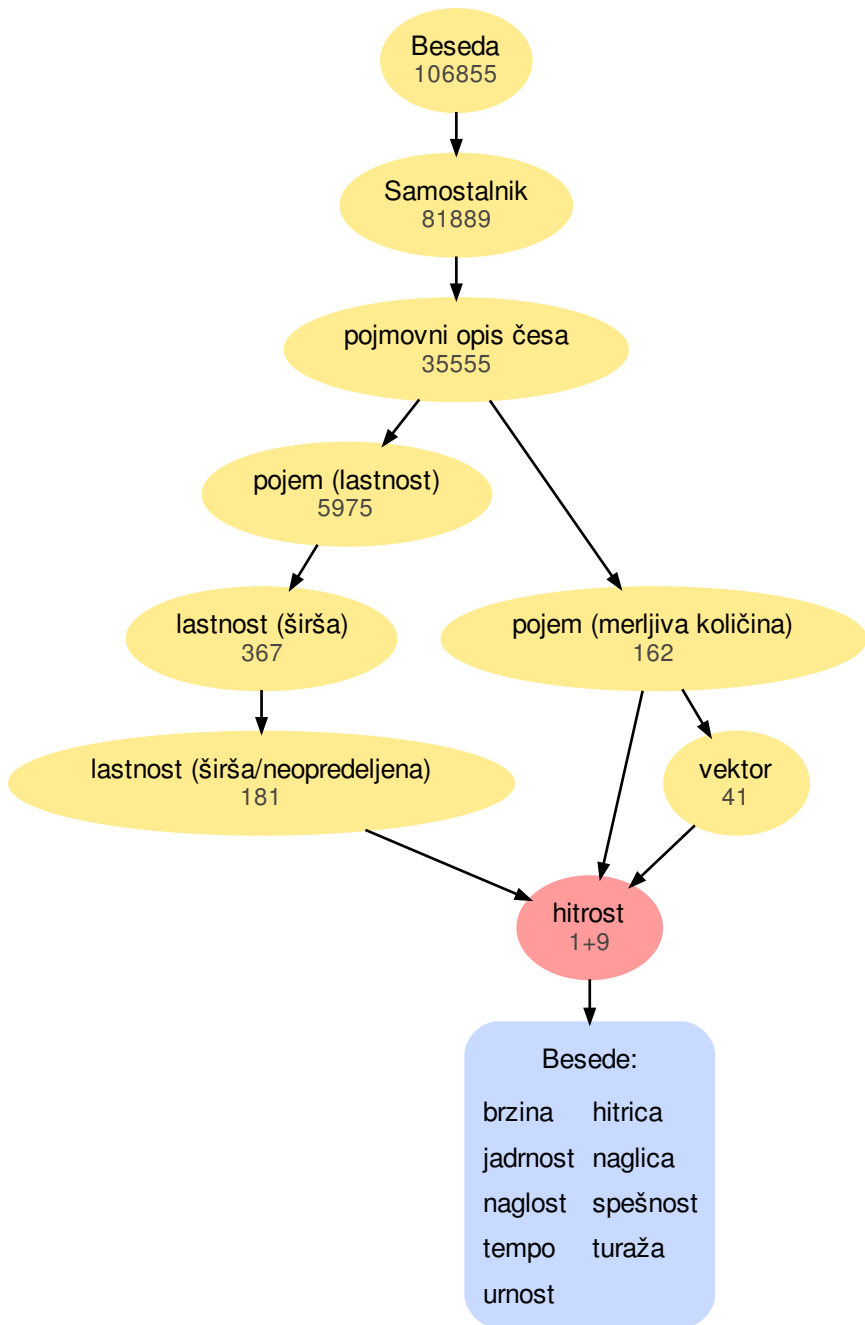 Beseda
106855
Samostalnik
81889
pojmovni opis česa
35555
pojem (lastnost)
5975
lastnost (širša)
367
pojem (merljiva količina)
162
lastnost (širša/neopredeljena)
181
vektor
41
hitrost
1+9
Besede:
brzina hitrica
jadrnost naglica
naglost spešnost
tempo turaža
urnost